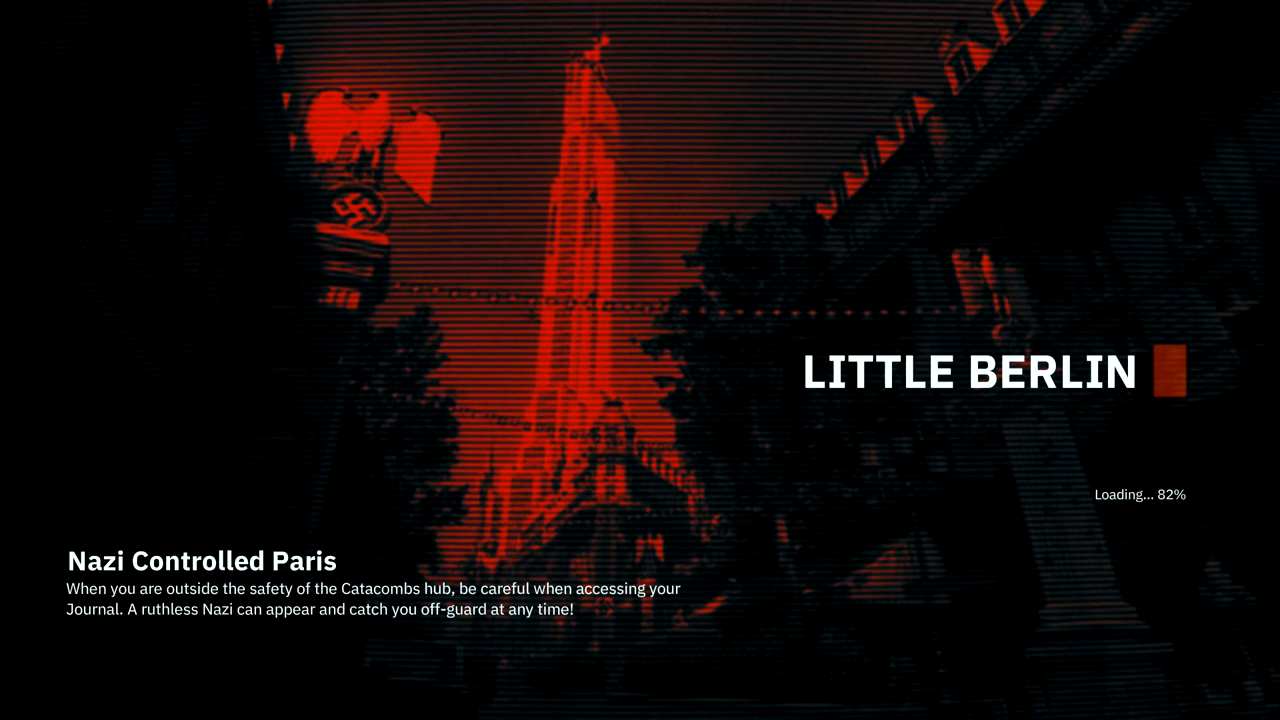 LITTLE BERLIN
Loading... 82%
Nazi Controlled Paris
When you are outside the safety of the Catacombs hub, be careful when accessing your
Journal. A ruthless Nazi can appear and catch you off-guard at any time!